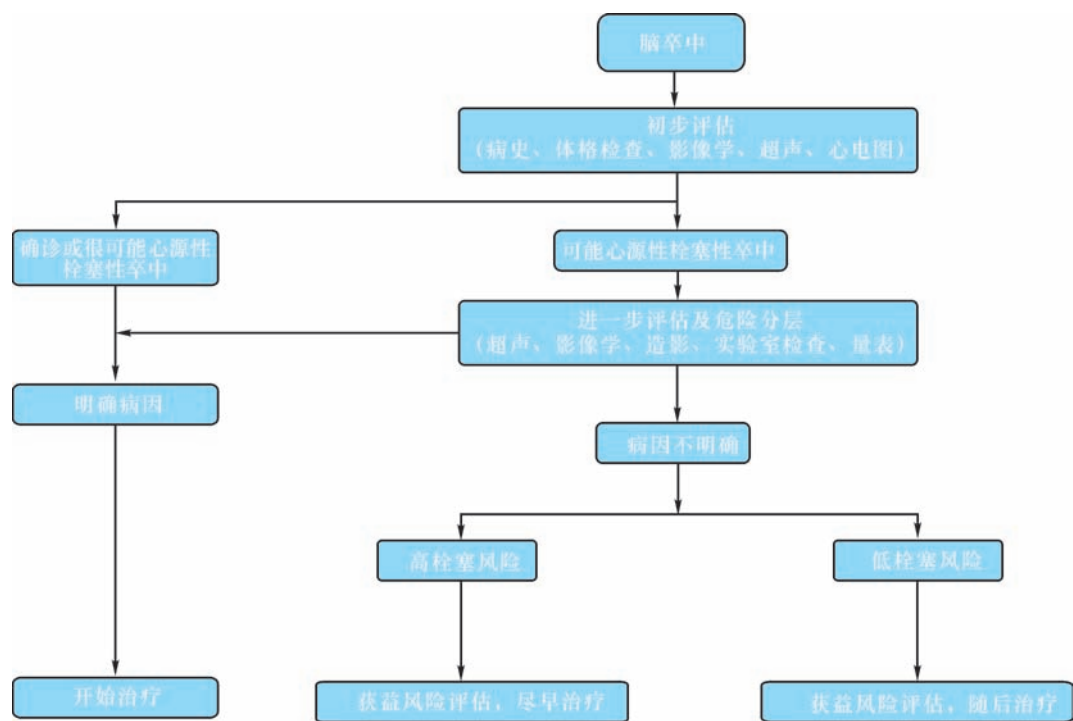 脑卒中
初步评估
(病史、体格检查、影像学、超声、心电图)
确诊或很可能心源性
栓塞性卒中
可能心源性栓塞性卒中
进一步评估及危险分层
(超声、影像学、造影、实验室检查、量表)
明确病因
病因不明确
高栓塞风险
低栓塞风险
开始治疗
获益风险评估，尽早治疗
获益风险评估，随后治疗